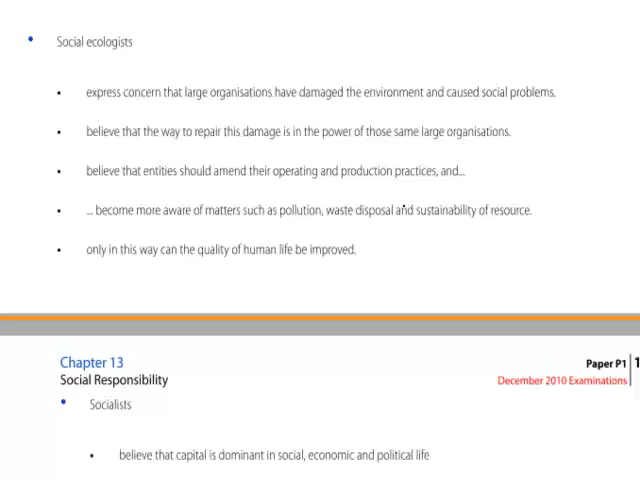 Social ecologists
express concern that large organisations have damaged the environment and caused social problems.
believe that the way to repair this damage is in the power of those same large organisations.
believe that entities should amend their operating and production practices, and...
... become more aware of matters such as pollution, waste disposal and sustainability of resource.
only in this way can the quality of human life be improved.
Chapter 13
Paper P1 1
Social Responsibility
December 2010 Examinations
Socialists
believe that capital is dominant in social, economic and political life